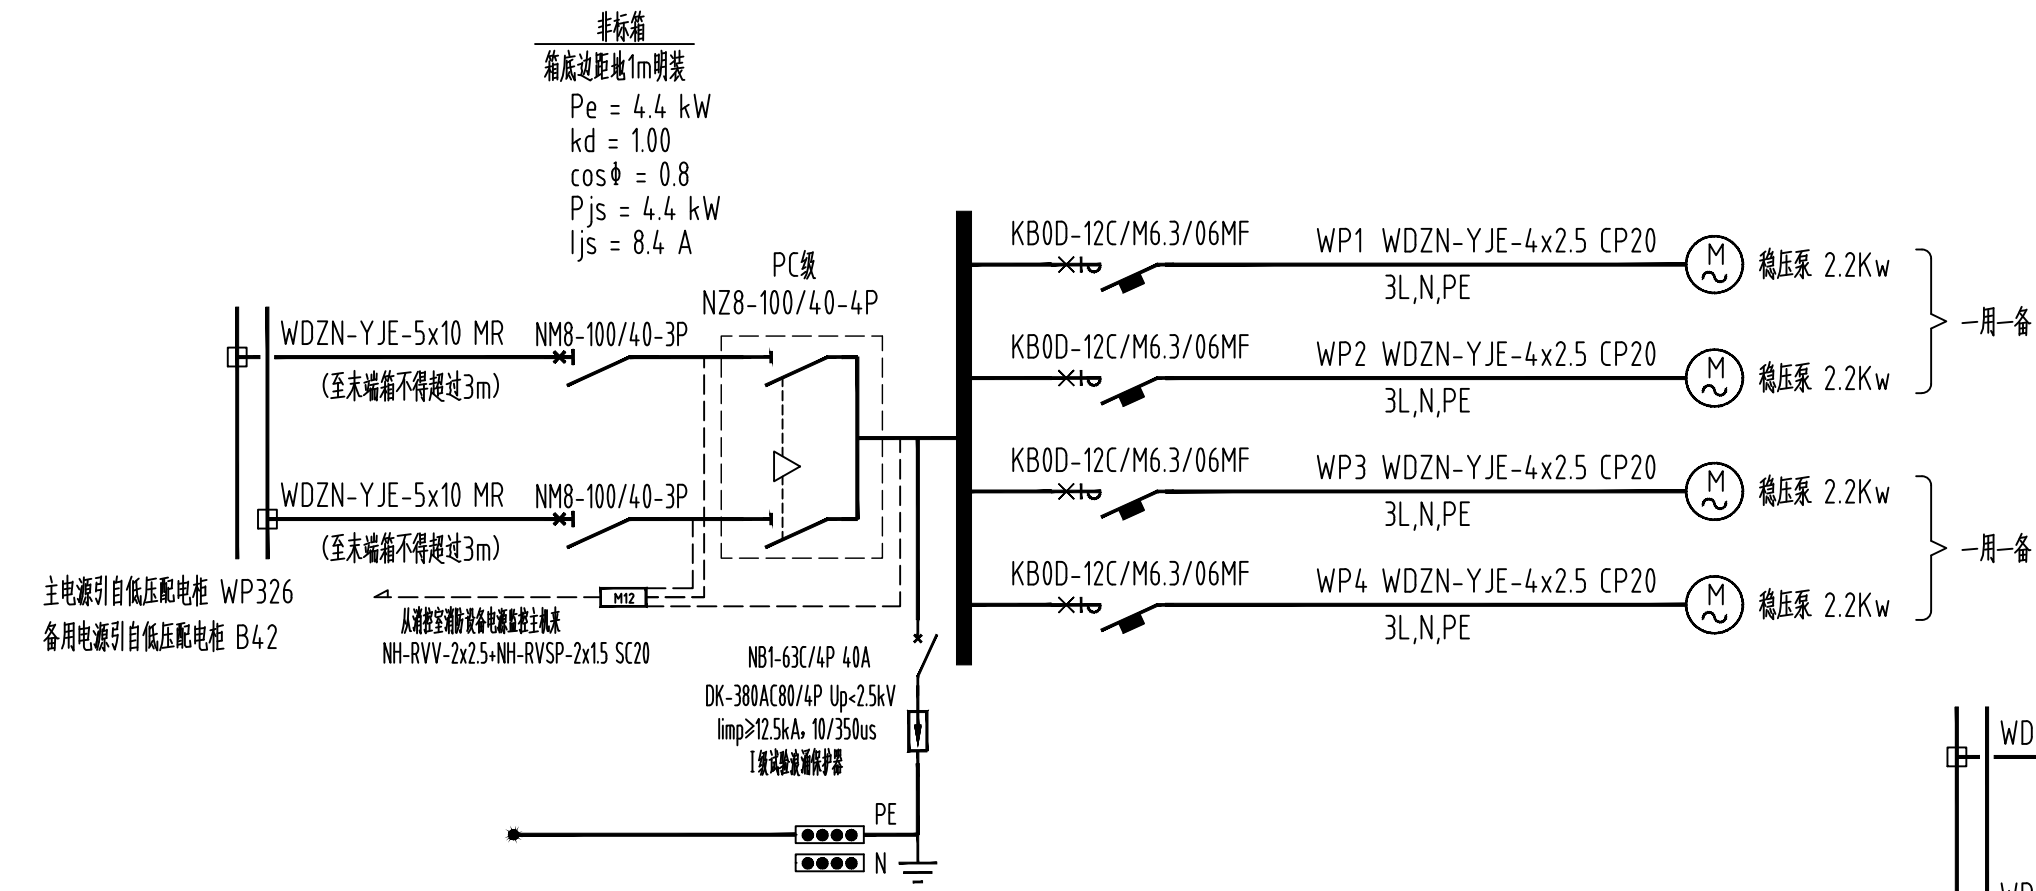 非标箱
箱底边距地1m明装
Pe = 4.4 kW
kd = 1.00
cosΦ = 0.8
Pjs = 4.4 kW
Ijs = 8.4 A
PC级
NZ8-100/40-4P
WDZN-YJE-5x10 MR
NM8-100/40-3P
(至末端箱不得超过3m)
WDZN-YJE-5x10 MR
NM8-100/40-3P
(至末端箱不得超过3m)
主电源引自低压配电柜 WP326
备用电源引自低压配电柜 B42
M12
从消控室消防设备电源监控主机来
NH-RVV-2x2.5+NH-RVSP-2x1.5 SC20
NB1-63C/4P 40A
DK-380AC80/4P Up<2.5kV
Iimp≥12.5kA, 10/350us
I级试验浪涌保护器
PE
N
KB0D-12C/M6.3/06MF
WP1 WDZN-YJE-4x2.5 CP20
3L,N,PE
M
稳压泵 2.2Kw
KB0D-12C/M6.3/06MF
WP2 WDZN-YJE-4x2.5 CP20
3L,N,PE
M
稳压泵 2.2Kw
一用一备
KB0D-12C/M6.3/06MF
WP3 WDZN-YJE-4x2.5 CP20
3L,N,PE
M
稳压泵 2.2Kw
KB0D-12C/M6.3/06MF
WP4 WDZN-YJE-4x2.5 CP20
3L,N,PE
M
稳压泵 2.2Kw
一用一备
WD